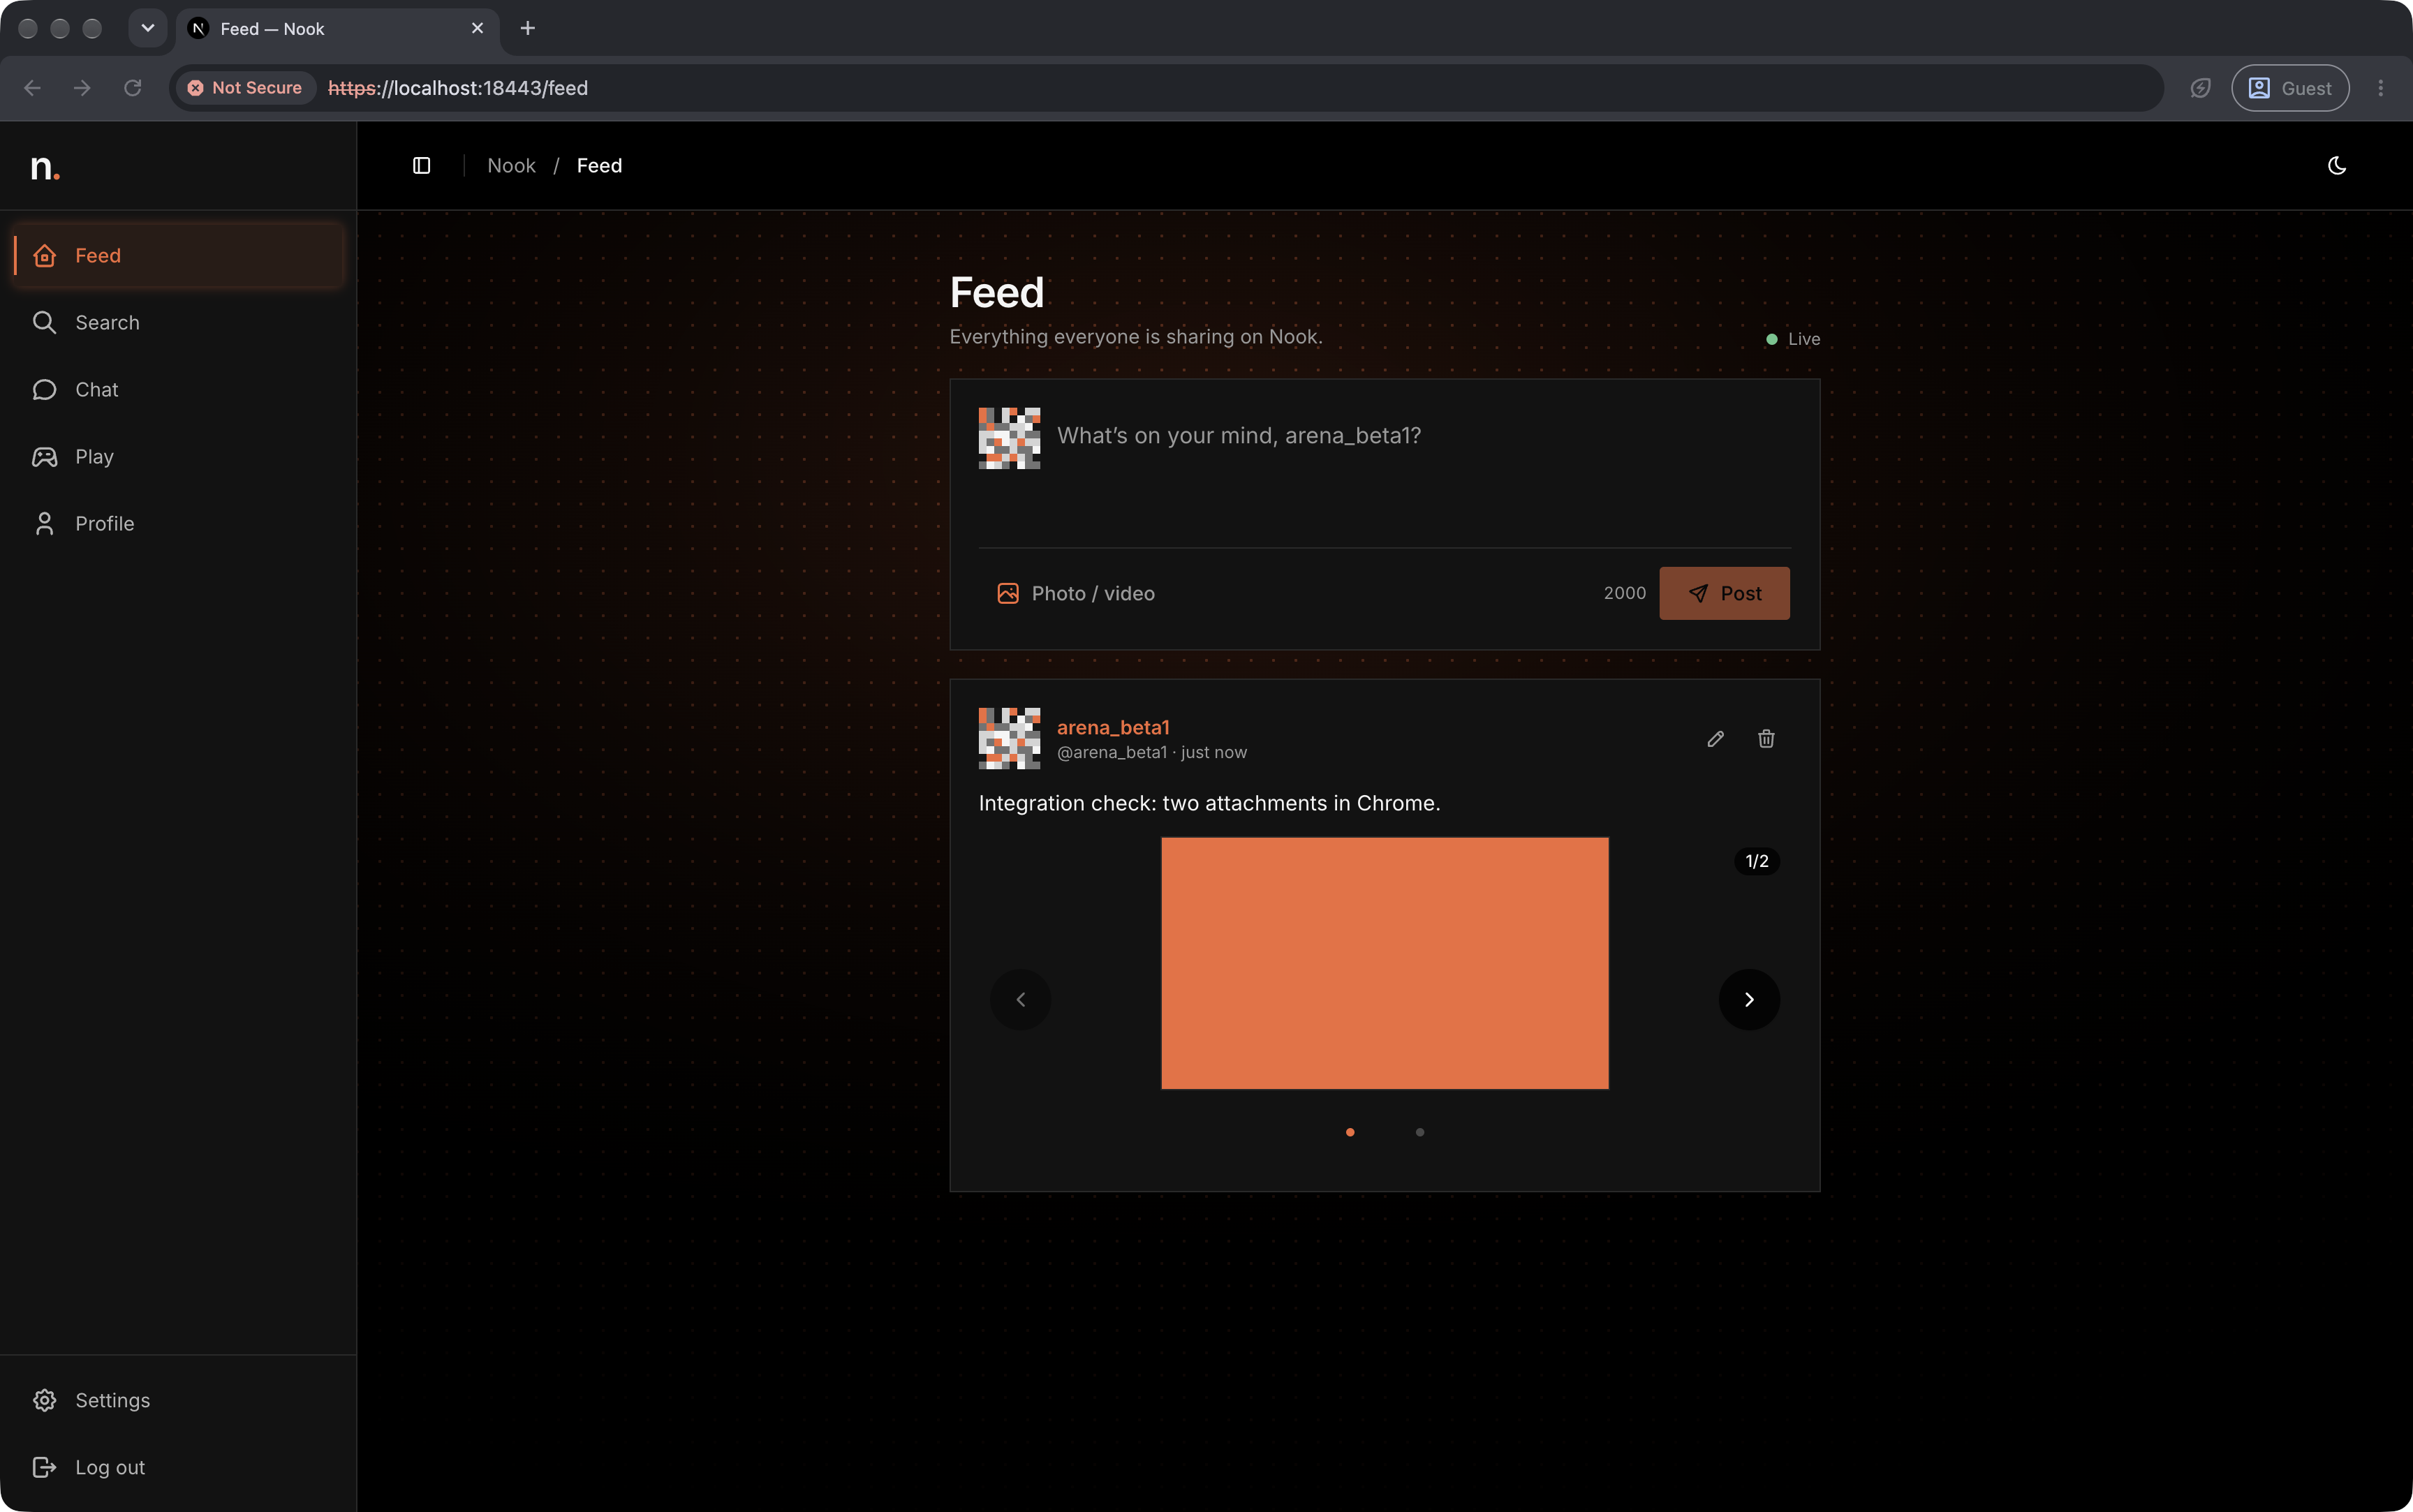 Feed — Nook
Not Secure https://localhost:18443/feed
Guest
n.
Nook / Feed
Feed
Search
Chat
Play
Profile
Settings
Log out
Feed
Everything everyone is sharing on Nook.
Live
What’s on your mind, arena_beta1?
Photo / video
2000
Post
arena_beta1
@arena_beta1 · just now
Integration check: two attachments in Chrome.
1/2